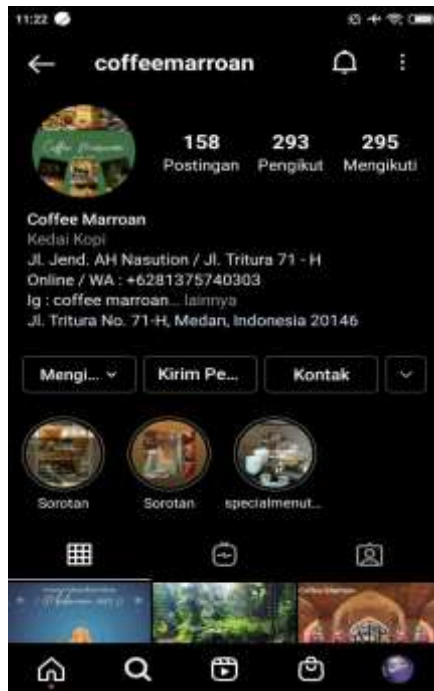 11:22
coffeemarroan
158 293 295
Postingan Pengikut Mengikuti
Coffee Marroan
Kedai Kopi
Jl. Jend. AH Nasution / Jl. Tritura 71 - H
Online / WA : +6281375740303
Ig : coffee marroan... lainnya
Jl. Tritura No. 71-H, Medan, Indonesia 20146
Mengi... Kirim Pe... Kontak
Sorotan Sorotan specialmenut...